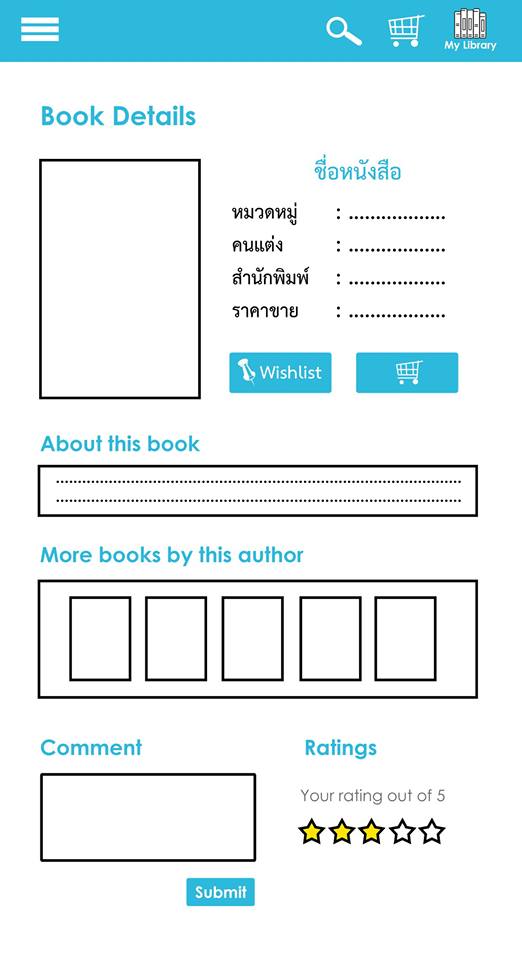 My Library
Book Details
ชื่อหนังสือ
หมวดหมู่ : ..................
คนแต่ง : ..................
สำนักพิมพ์ : ..................
ราคาขาย : ..................
Wishlist
About this book
More books by this author
Comment
Ratings
Your rating out of 5
Submit